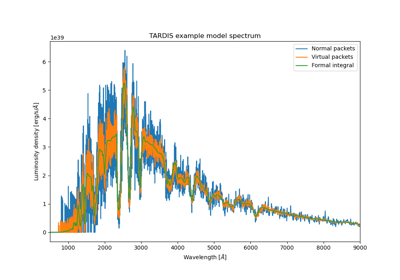 TARDIS example model spectrum
1e39
Normal packets
Virtual packets
Formal integral
6
5
4
3
2
1
0
Luminosity density [erg/s/Å]
1000 2000 3000 4000 5000 6000 7000 8000 9000
Wavelength [Å]